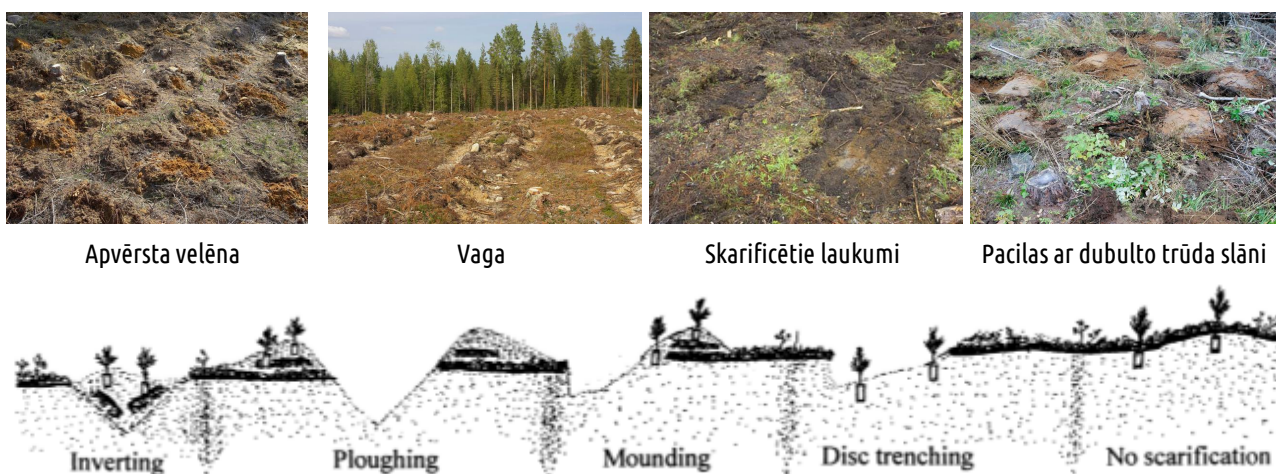 Apvērsta velēna
Vaga
Skarificētie laukumi
Pacilas ar dubulto trūda slāni
Inverting
Ploughing
Mounding
Disc trenching
No scarification